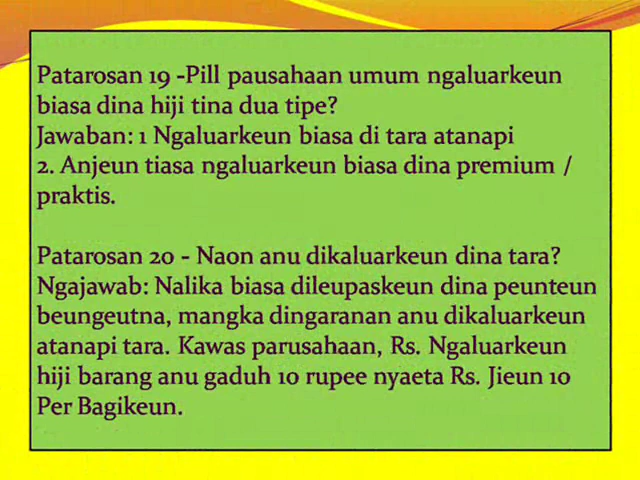 Patarosan 19 -Pill pausahaan umum ngaluarkeun
biasa dina hiji tina dua tipe?
Jawaban: 1 Ngaluarkeun biasa di tara atanapi
2. Anjeun tiasa ngaluarkeun biasa dina premium /
praktis.
Patarosan 20 - Naon anu dikaluarkeun dina tara?
Ngajawab: Nalika biasa dileupaskeun dina peunteun
beungeutna, mangka dingaranan anu dikaluarkeun
atanapi tara. Kawas parusahaan, Rs. Ngaluarkeun
hiji barang anu gaduh 10 rupee nyaeta Rs. Jieun 10
Per Bagikeun.